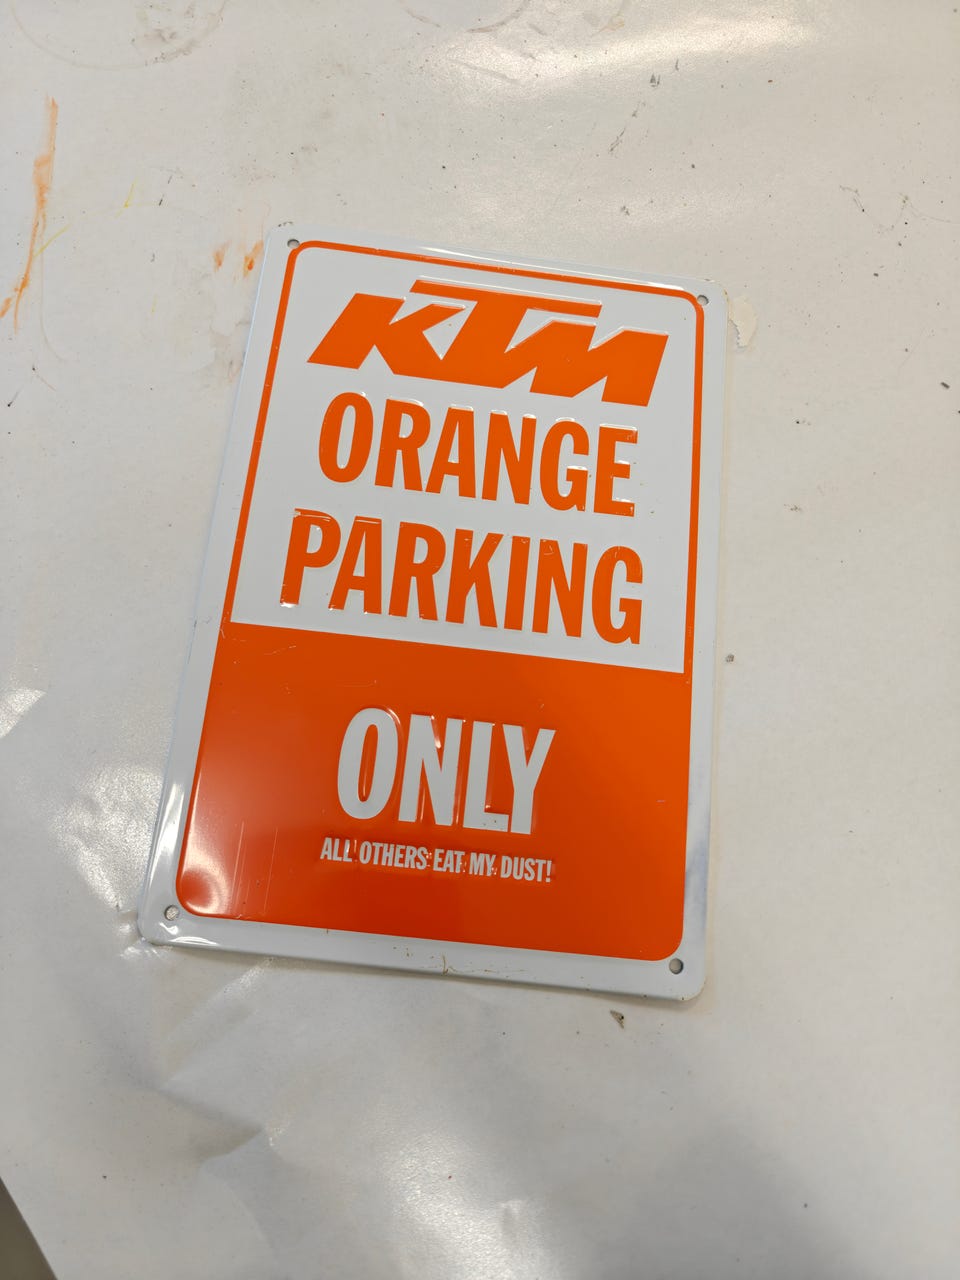 KTM
ORANGE
PARKING
ONLY
ALL OTHERS EAT MY DUST!